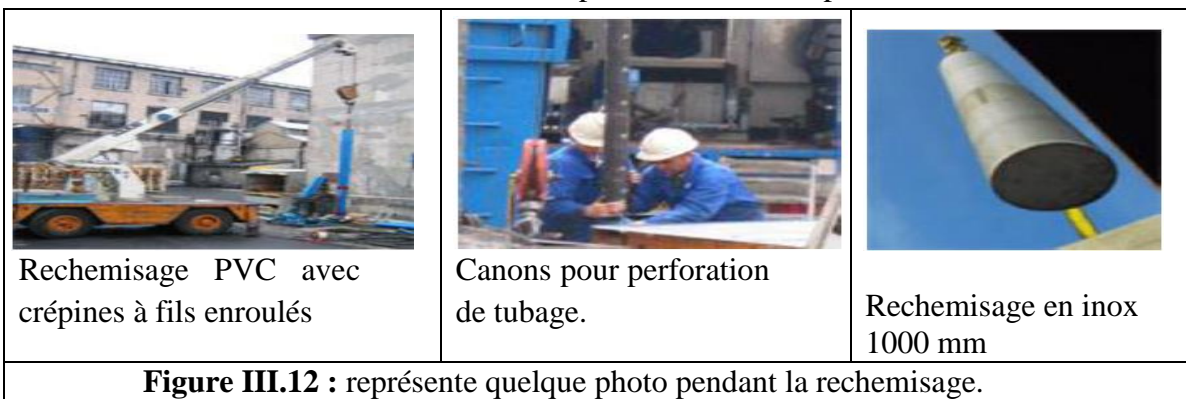 Rechemisage PVC avec
crépines à fils enroulés
Canons pour perforation
de tubage.
Rechemisage en inox
1000 mm
Figure III.12 : représente quelque photo pendant la rechemisage.